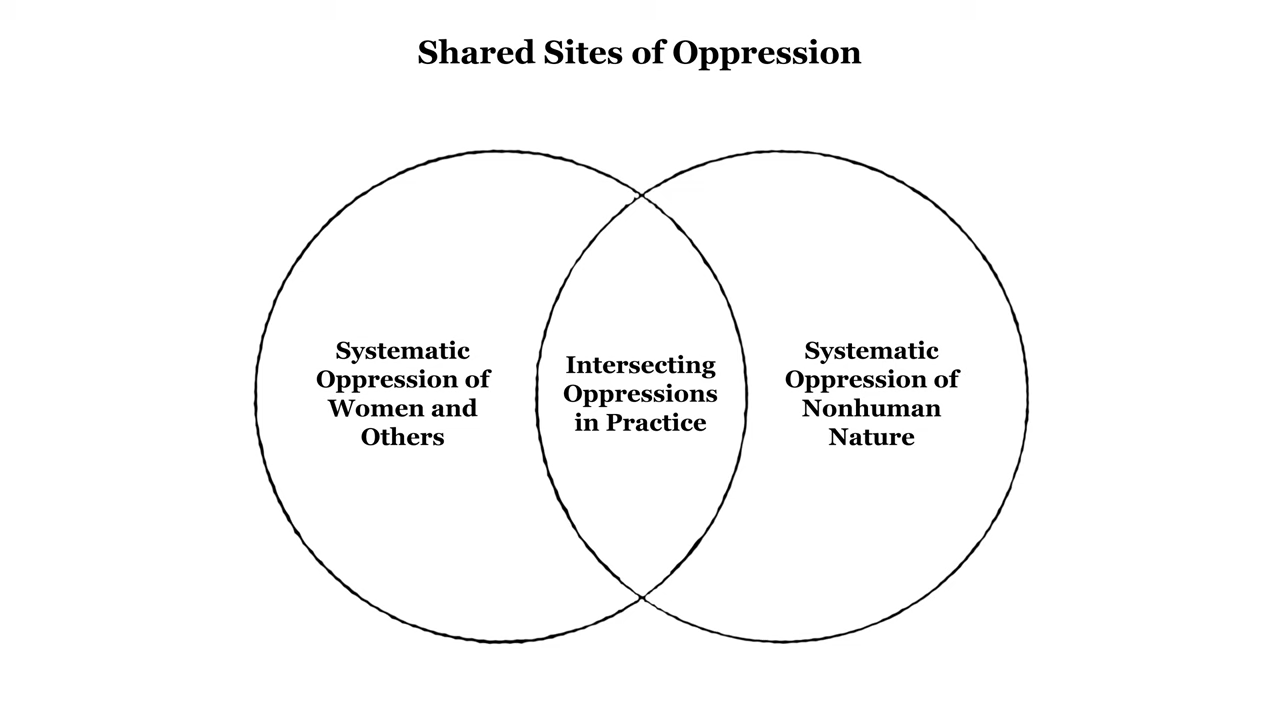 Shared Sites of Oppression
Systematic
Oppression of
Women and
Others
Intersecting
Oppressions
in Practice
Systematic
Oppression of
Nonhuman
Nature